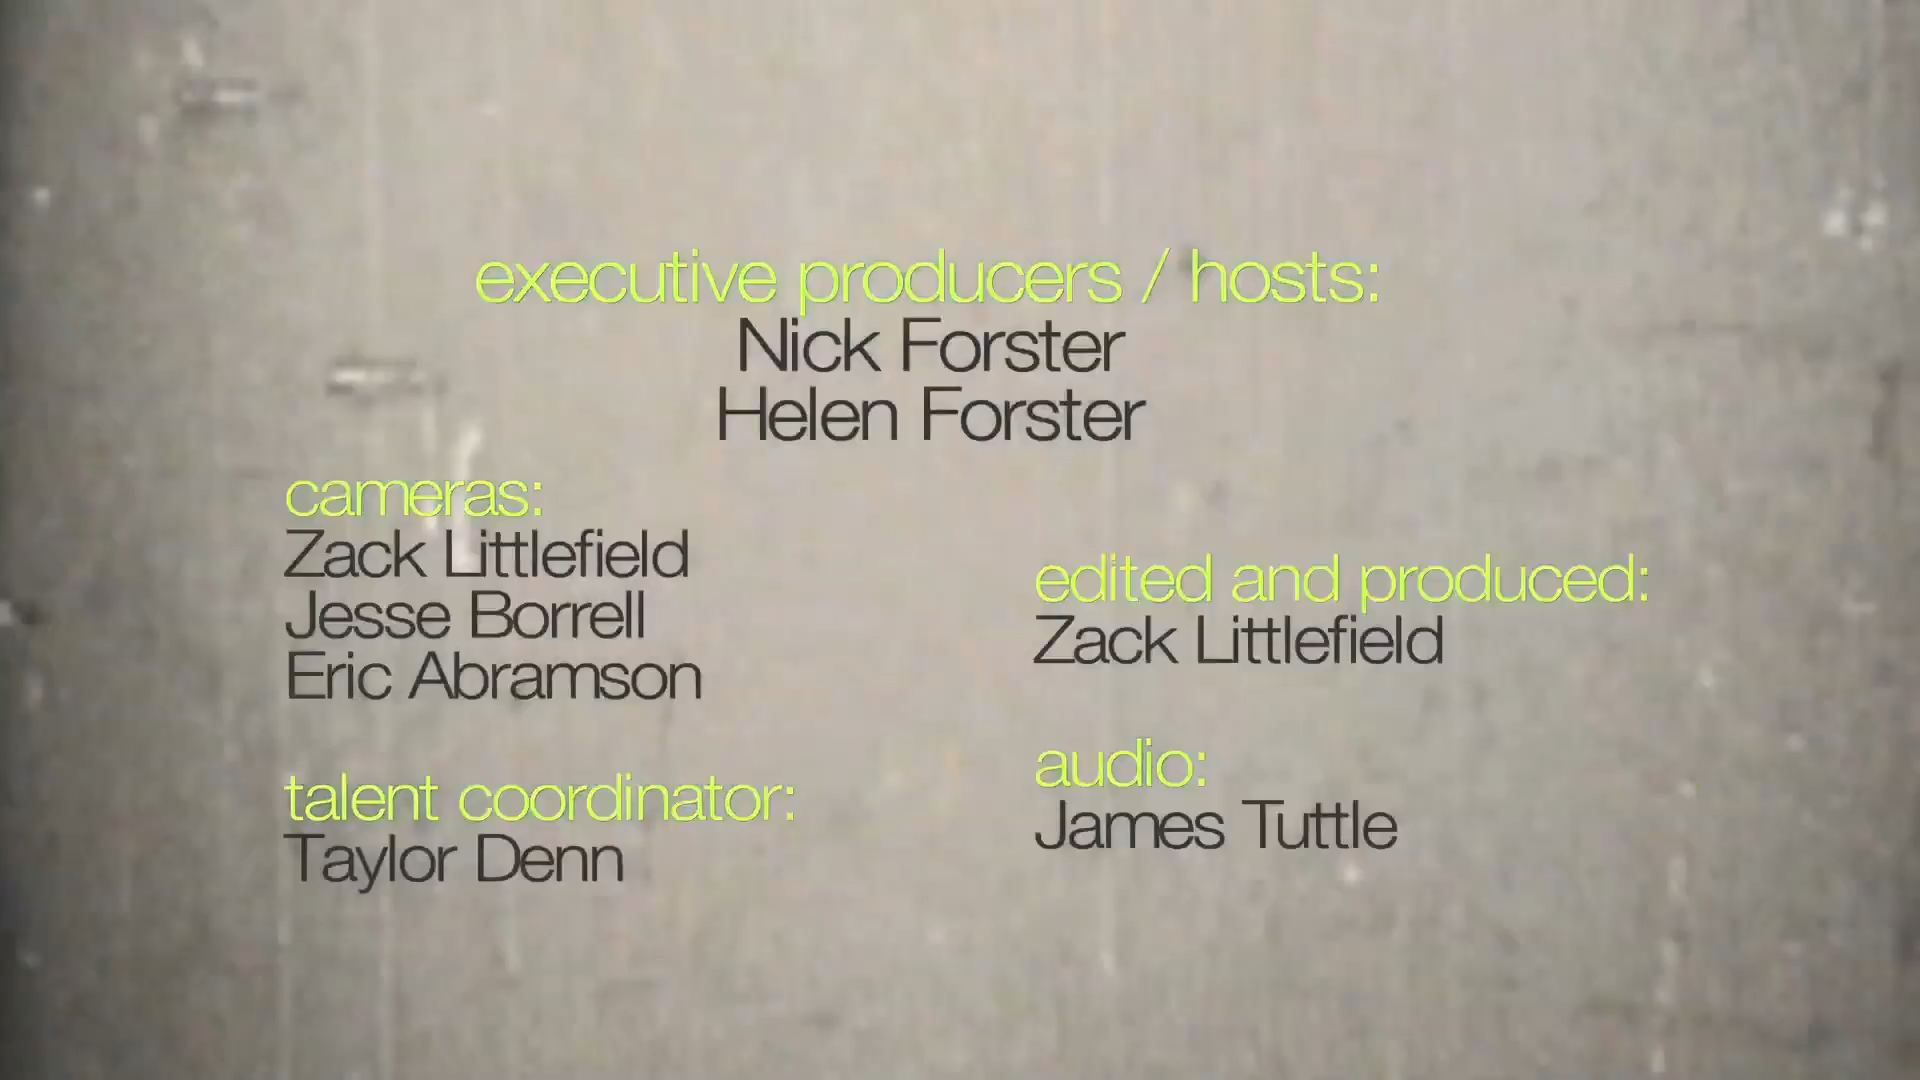 executive producers / hosts:
Nick Forster
Helen Forster
cameras:
Zack Littlefield
Jesse Borrell
Eric Abramson
talent coordinator:
Taylor Denn
edited and produced:
Zack Littlefield
audio:
James Tuttle